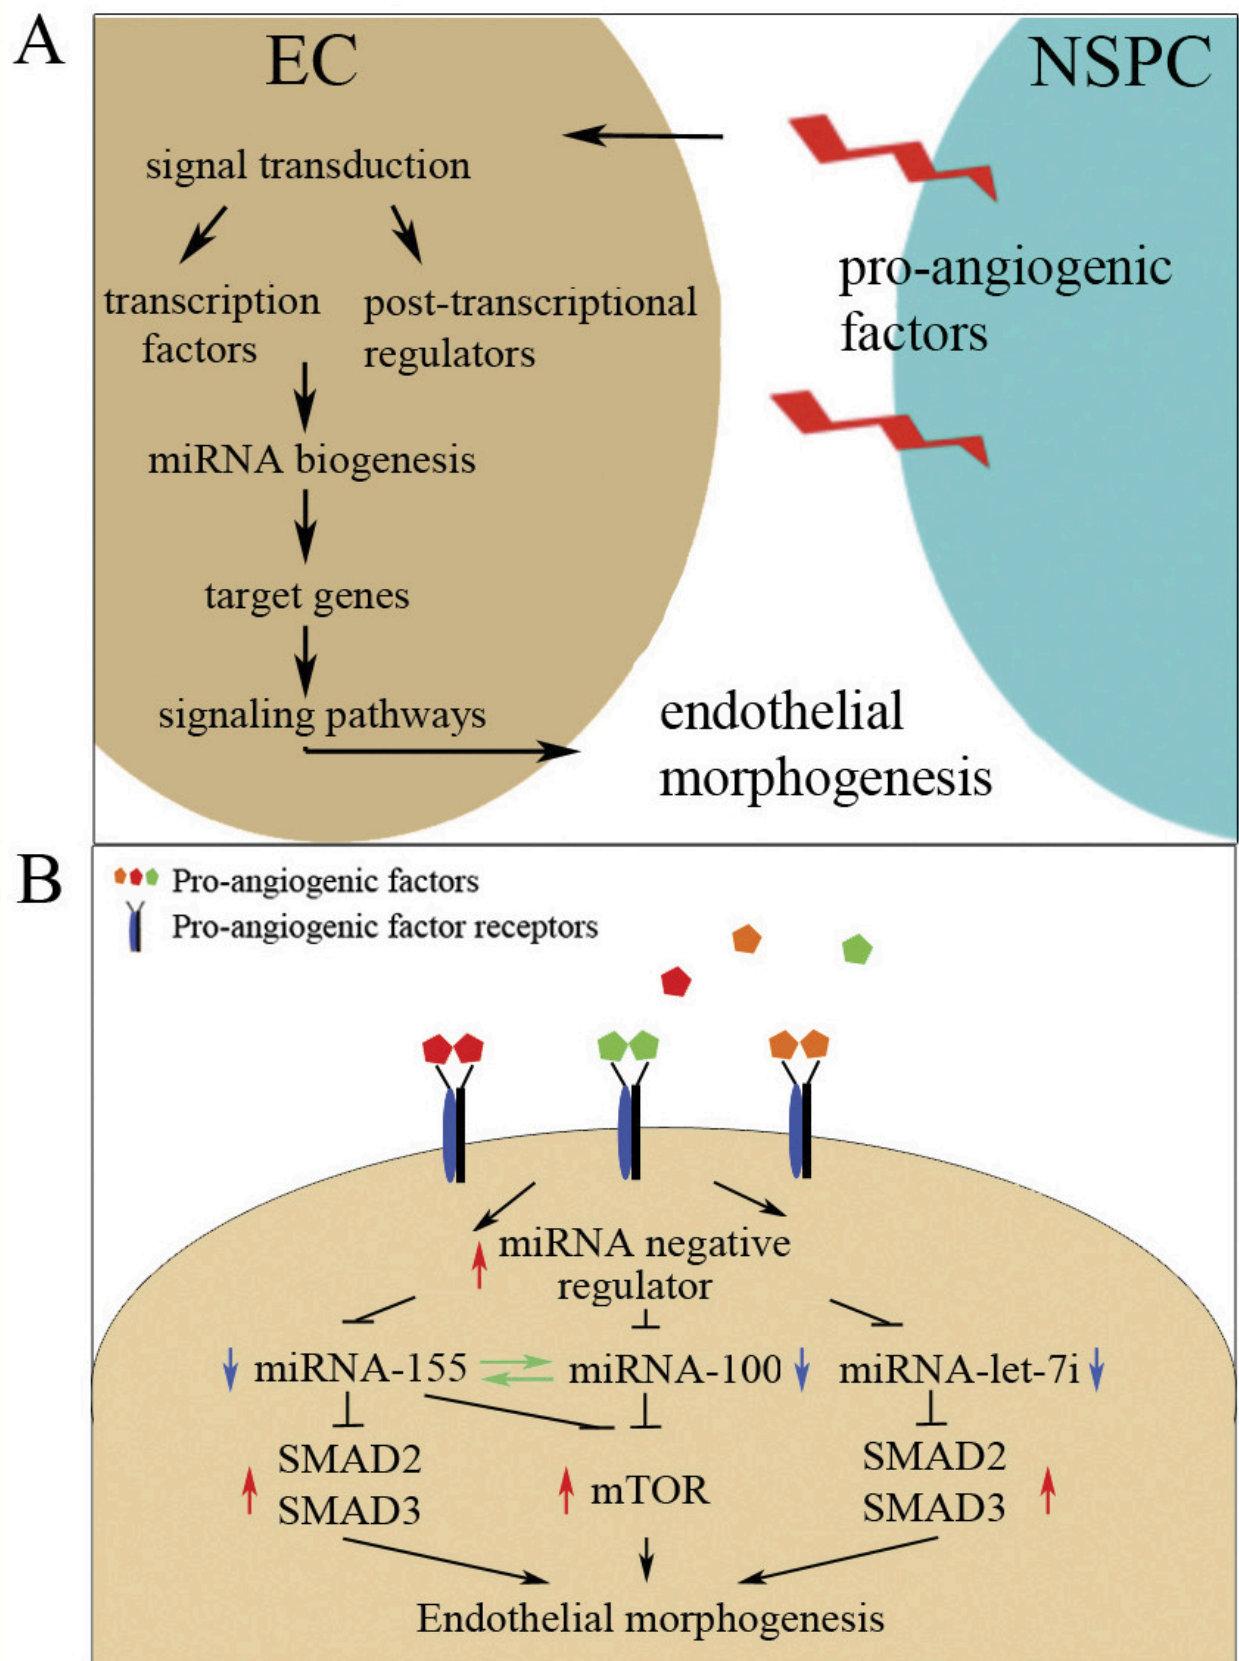 A
EC
NSPC
signal transduction
transcription
factors
post-transcriptional
regulators
pro-angiogenic
factors
miRNA biogenesis
target genes
signaling pathways
endothelial
morphogenesis
B
Pro-angiogenic factors
Pro-angiogenic factor receptors
miRNA negative
regulator
miRNA-155
miRNA-100
miRNA-let-7i
SMAD2
SMAD3
mTOR
SMAD2
SMAD3
Endothelial morphogenesis